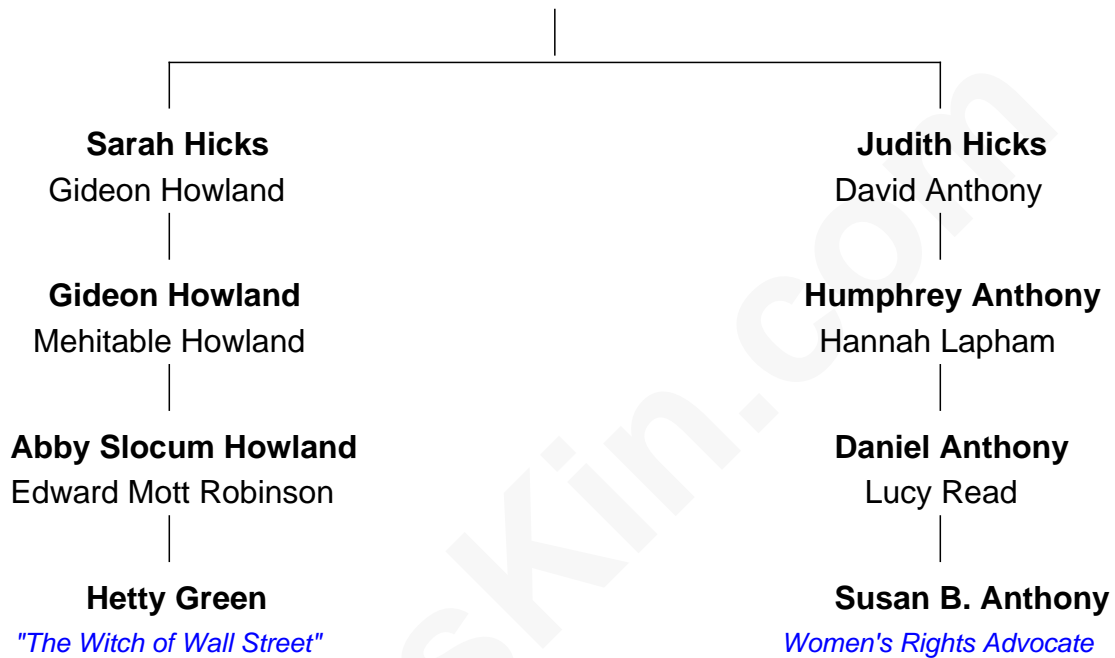 Sarah Hicks
Gideon Howland
Gideon Howland
Mehitable Howland
Abby Slocum Howland
Edward Mott Robinson
Hetty Green
"The Witch of Wall Street"
Judith Hicks
David Anthony
Humphrey Anthony
Hannah Lapham
Daniel Anthony
Lucy Read
Susan B. Anthony
Women's Rights Advocate
sKin.com